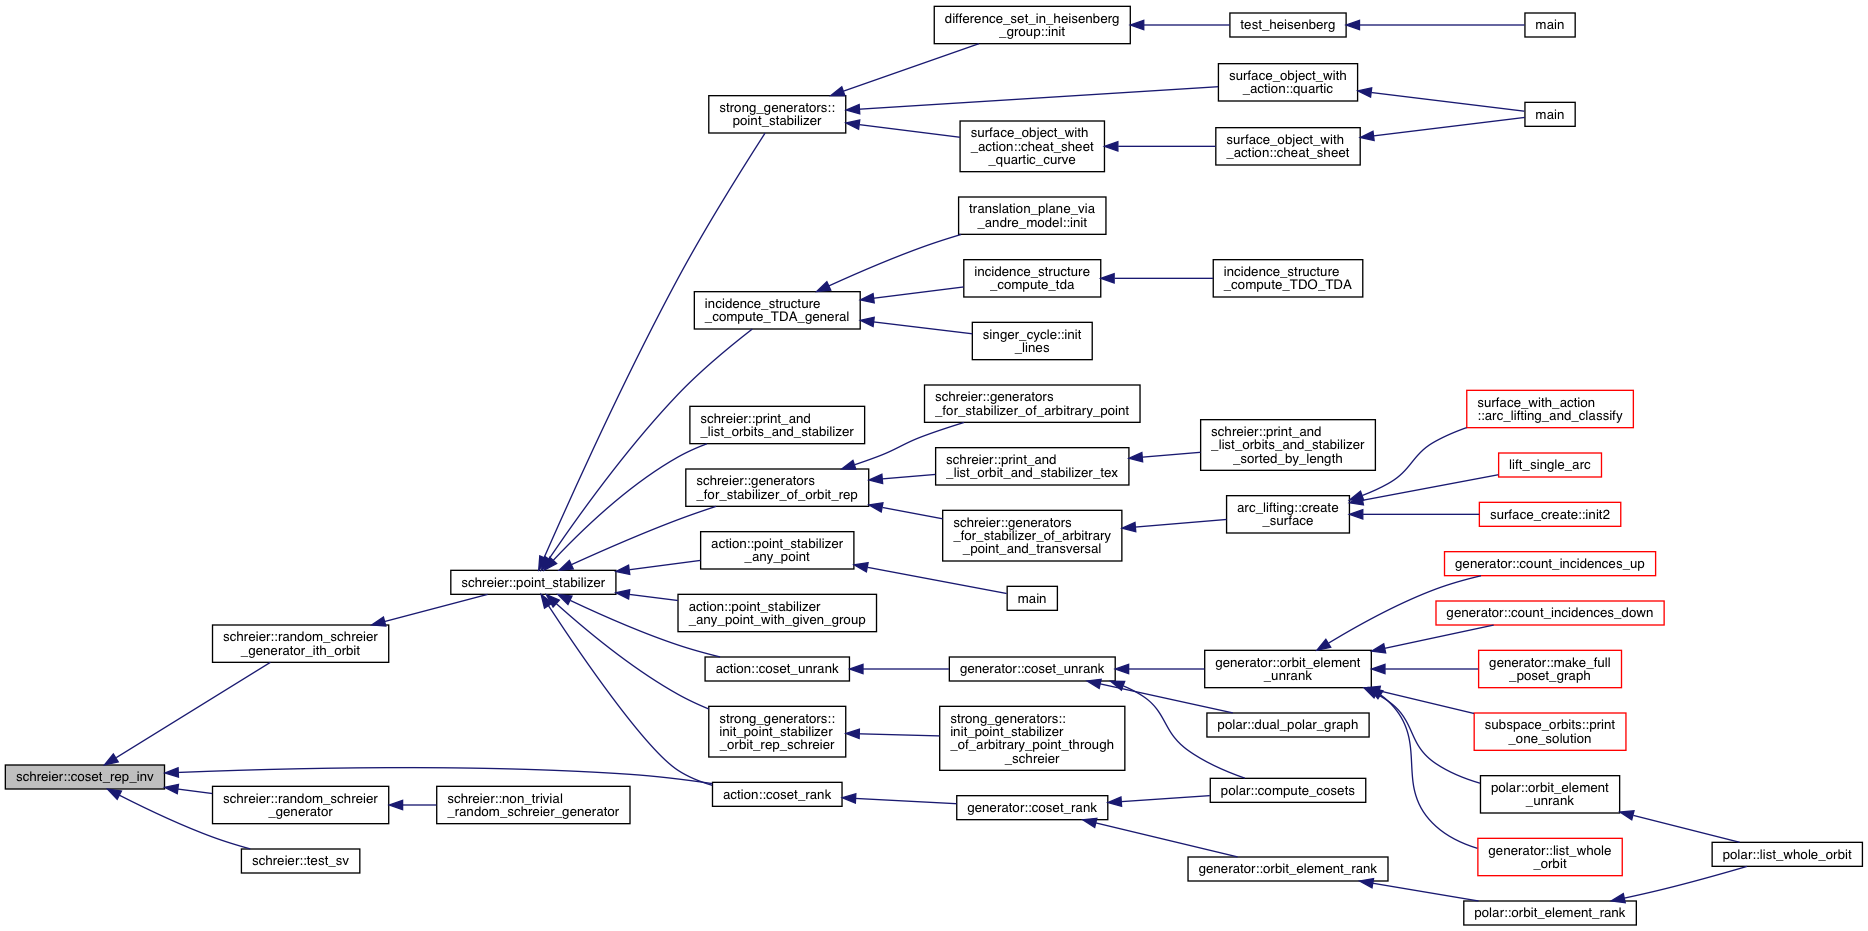 difference_set_in_heisenberg
_group::init
test_heisenberg
main
surface_object_with
_action::quartic
strong_generators::
point_stabilizer
main
surface_object_with
_action::cheat_sheet
_quartic_curve
surface_object_with
_action::cheat_sheet
translation_plane_via
_andre_model::init
incidence_structure
_compute_tda
incidence_structure
_compute_TDO_TDA
incidence_structure
_compute_TDA_general
singer_cycle::init
_lines
schreier::generators
_for_stabilizer_of_arbitrary_point
surface_with_action
::arc_lifting_and_classify
schreier::print_and
_list_orbits_and_stabilizer
schreier::print_and
_list_orbits_and_stabilizer
_sorted_by_length
schreier::print_and
_list_orbit_and_stabilizer_tex
lift_single_arc
schreier::generators
_for_stabilizer_of_orbit_rep
arc_lifting::create
_surface
surface_create::init2
schreier::generators
_for_stabilizer_of_arbitrary
_point_and_transversal
action::point_stabilizer
_any_point
generator::count_incidences_up
schreier::point_stabilizer
main
action::point_stabilizer
_any_point_with_given_group
generator::count_incidences_down
schreier::random_schreier
_generator_ith_orbit
action::coset_unrank
generator::coset_unrank
generator::orbit_element
_unrank
generator::make_full
_poset_graph
strong_generators::
init_point_stabilizer
_orbit_rep_schreier
strong_generators::
init_point_stabilizer
_of_arbitrary_point_through
_schreier
polar::dual_polar_graph
subspace_orbits::print
_one_solution
schreier::coset_rep_inv
action::coset_rank
polar::compute_cosets
polar::orbit_element
_unrank
schreier::random_schreier
_generator
schreier::non_trivial
_random_schreier_generator
generator::coset_rank
schreier::test_sv
generator::orbit_element_rank
generator::list_whole
_orbit
polar::list_whole_orbit
polar::orbit_element_rank